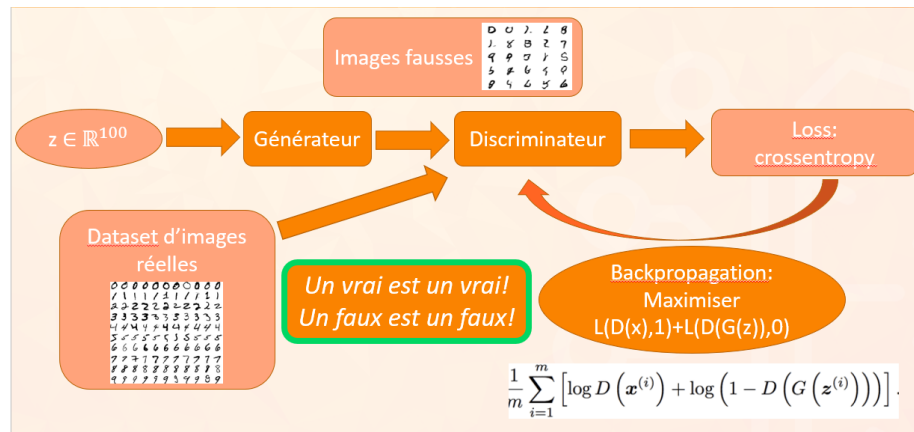 Images fausses
z ∈ ℝ¹⁰⁰
Générateur
Discriminateur
Loss:
crossentropy
Dataset d'images
réelles
Un vrai est un vrai!
Un faux est un faux!
Backpropagation:
Maximiser
L(D(x),1)+L(D(G(z)),0)
1/m ∑_{i=1}^{m} [log D (x^{(i)}) + log (1 − D (G (z^{(i)})))] .